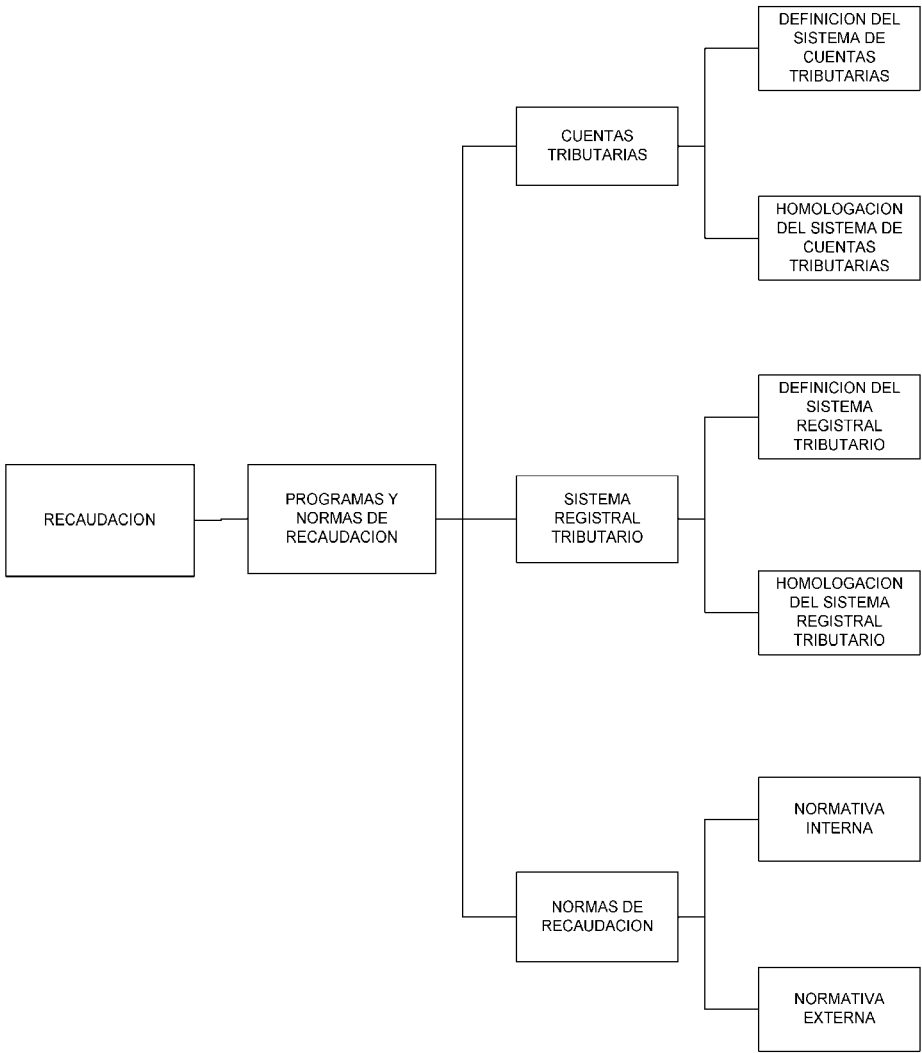 DEFINICION DEL
SISTEMA DE
CUENTAS
TRIBUTARIAS
CUENTAS
TRIBUTARIAS
HOMOLOGACION
DEL SISTEMA DE
CUENTAS
TRIBUTARIAS
DEFINICION DEL
SISTEMA
REGISTRAL
TRIBUTARIO
RECAUDACION
PROGRAMAS Y
NORMAS DE
RECAUDACION
SISTEMA
REGISTRAL
TRIBUTARIO
HOMOLOGACION
DEL SISTEMA
REGISTRAL
TRIBUTARIO
NORMATIVA
INTERNA
NORMAS DE
RECAUDACION
NORMATIVA
EXTERNA